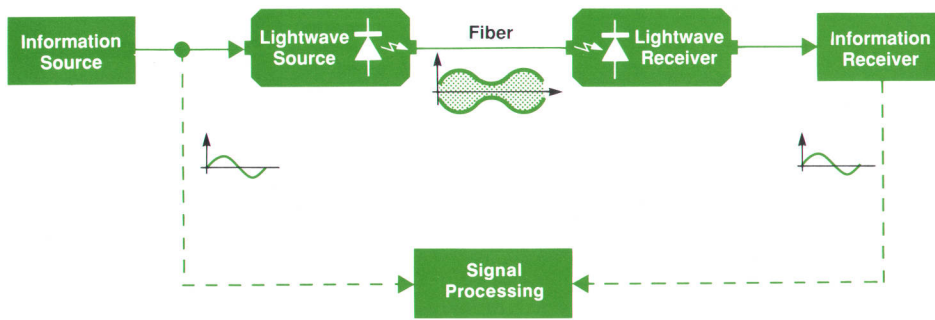 Information
Source
Lightwave
Source
Fiber
Lightwave
Receiver
Information
Receiver
Signal
Processing